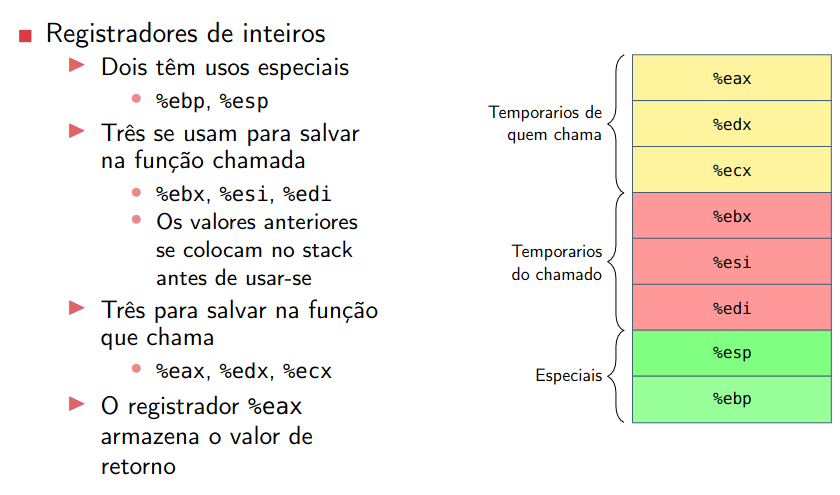 Registradores de inteiros
Dois têm usos especiais
%ebp, %esp
Três se usam para salvar
na função chamada
%ebx, %esi, %edi
Os valores anteriores
se colocam no stack
antes de usar-se
Três para salvar na função
que chama
%eax, %edx, %ecx
O registrador %eax
armazena o valor de
retorno
Temporarios de
quem chama
%eax
%edx
%ecx
Temporarios
do chamado
%ebx
%esi
%edi
Especiais
%esp
%ebp